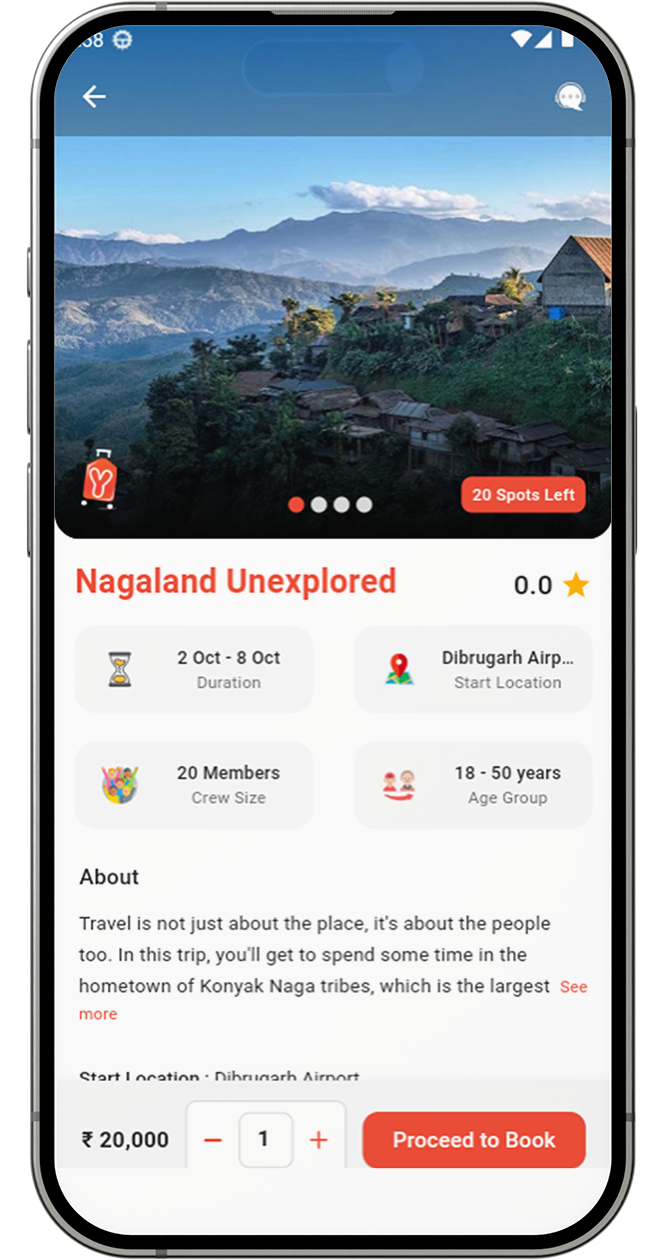 :58
20 Spots Left
Nagaland Unexplored
0.0
2 Oct - 8 Oct
Duration
Dibrugarh Airp...
Start Location
20 Members
Crew Size
18 - 50 years
Age Group
About
Travel is not just about the place, it's about the people
too. In this trip, you'll get to spend some time in the
hometown of Konyak Naga tribes, which is the largest See
more
Start Location : Dibrugarh Airport
₹ 20,000
1
Proceed to Book